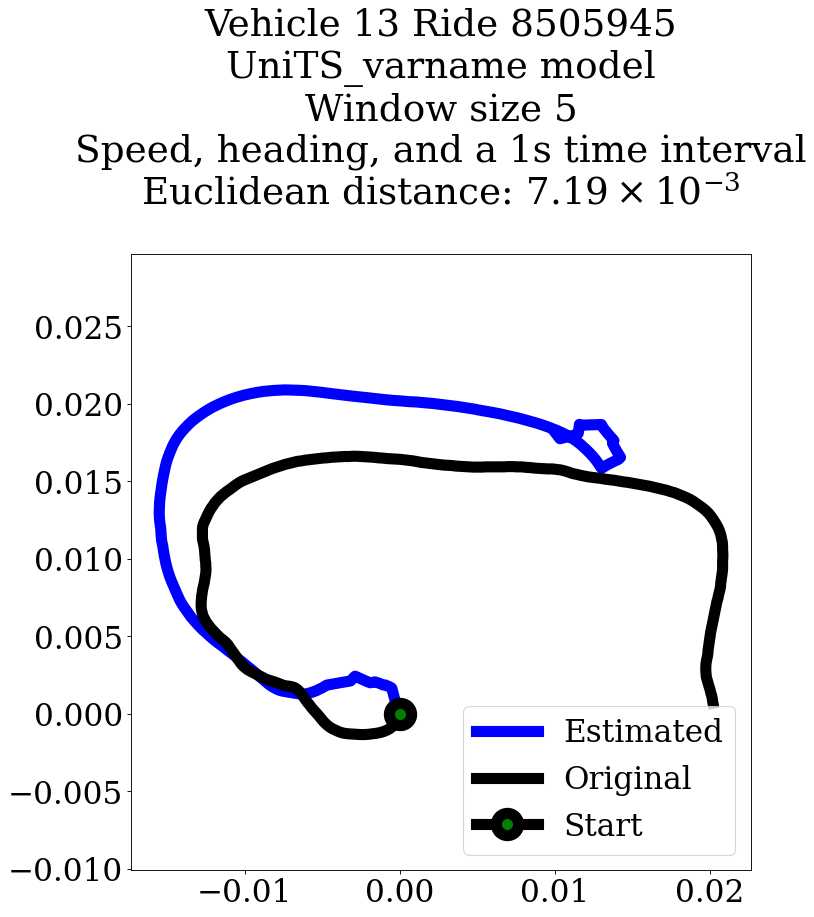 Vehicle 13 Ride 8505945
UniTS_varname model
Window size 5
Speed, heading, and a 1s time interval
Euclidean distance: 7.19 × 10⁻³
0.025
0.020
0.015
0.010
0.005
0.000
−0.005
−0.010
−0.01 0.00 0.01 0.02
Estimated
Original
Start